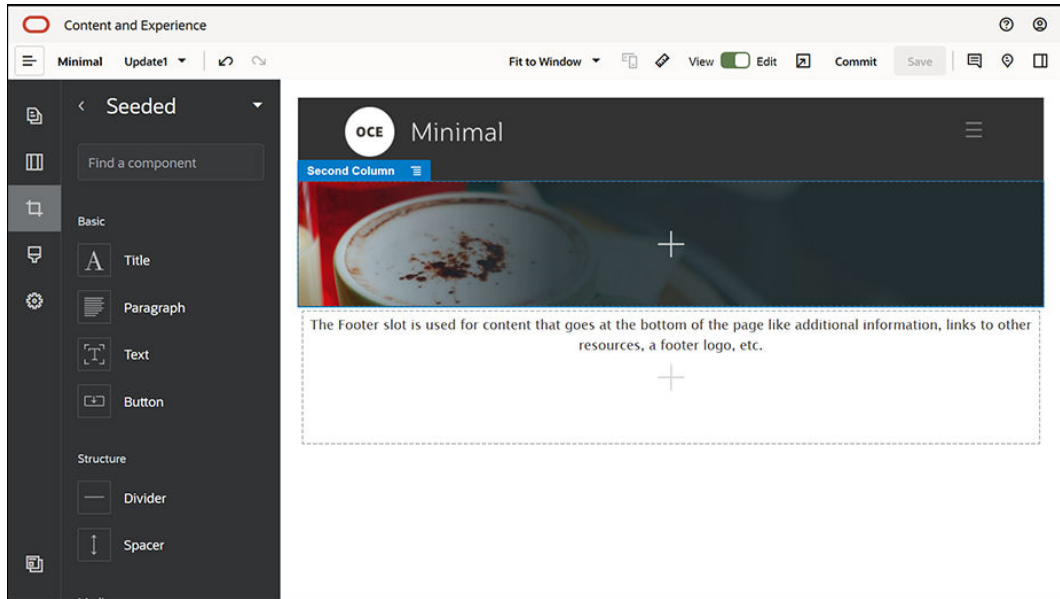 Content and Experience
Minimal Update1 Fit to Window View Edit Commit Save
Seeded
Find a component
Basic
A Title
Paragraph
T Text
Button
Structure
Divider
Spacer
OCE Minimal
Second Column
The Footer slot is used for content that goes at the bottom of the page like additional information, links to other
resources, a footer logo, etc.